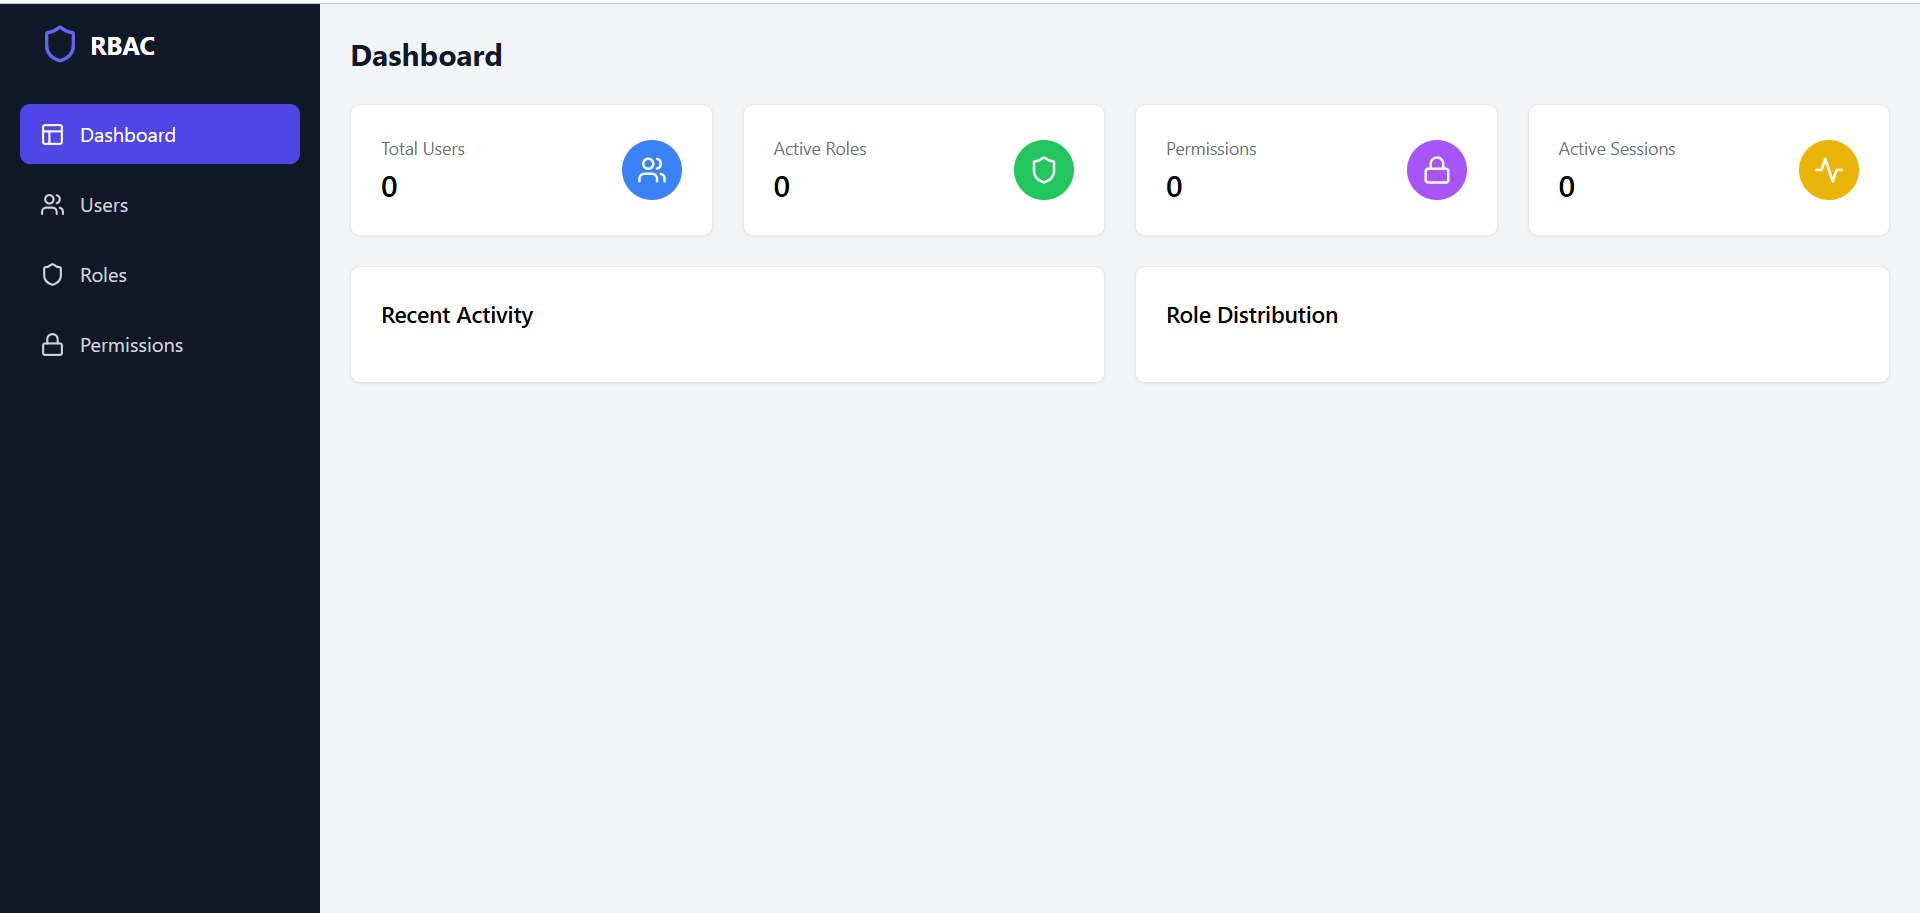 RBAC
Dashboard
Users
Roles
Permissions
Dashboard
Total Users
0
Active Roles
0
Permissions
0
Active Sessions
0
Recent Activity
Role Distribution